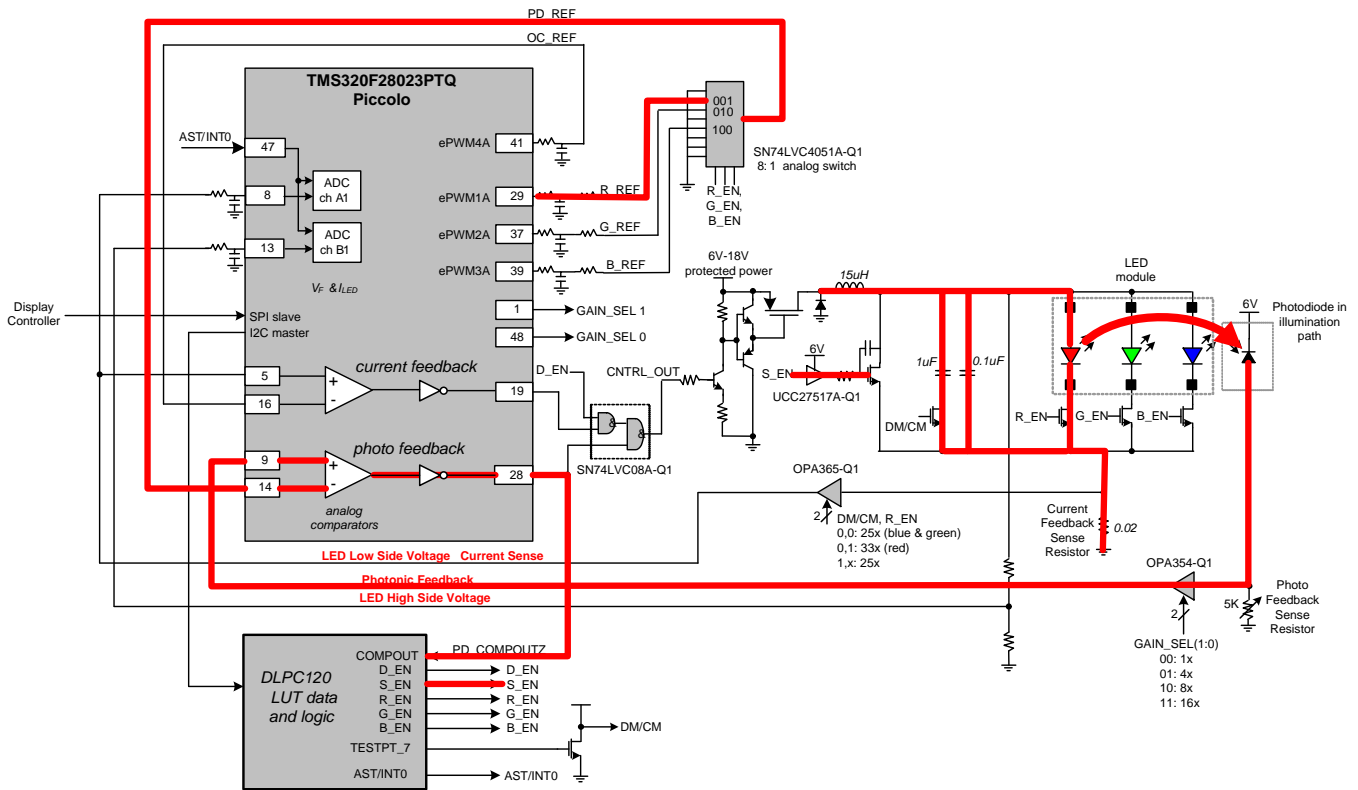 PD_REF
OC_REF
TMS320F28023PTQ
Piccolo
001
010
100
AST/INT0
47
ePWM4A
41
SN74LVC4051A-Q1
8:1 analog switch
ADC
ch A1
8
ePWM1A
29
R_REF
R_EN,
G_EN,
B_EN
ADC
ch B1
13
ePWM2A
37
G_REF
ePWM3A
39
B_REF
6V-18V
protected power
15uH
LED
module
VF & ILED
6V
Photodiode in
illumination
path
Display
Controller
SPI slave
I2C master
1
GAIN_SEL 1
48
GAIN_SEL 0
6V
1uF
0.1uF
5
16
current feedback
+
-
19
D_EN
CNTRL_OUT
S_EN
UCC27517A-Q1
DM/CM
R_EN
G_EN
B_EN
&
&
SN74LVC08A-Q1
photo feedback
9
14
+
-
28
analog
comparators
OPA365-Q1
2
DM/CM, R_EN
0,0: 25x (blue & green)
0,1: 33x (red)
1,x: 25x
Current
Feedback
Sense
Resistor
0.02
LED Low Side Voltage Current Sense
Photonic Feedback
LED High Side Voltage
OPA354-Q1
2
5K
Photo
Feedback
Sense
Resistor
GAIN_SEL(1:0)
00: 1x
01: 4x
10: 8x
11: 16x
DLPC120
LUT data
and logic
COMPOUT
PD_COMPOUTZ
D_EN
D_EN
S_EN
S_EN
R_EN
R_EN
G_EN
G_EN
B_EN
B_EN
TESTPT_7
DM/CM
AST/INT0
AST/INT0